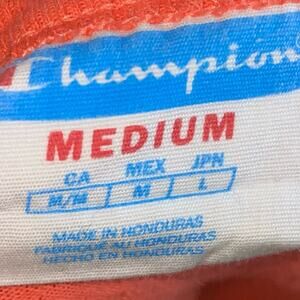 Champion
MEDIUM
CA MEX JPN
M/M M L
MADE IN HONDURAS
FABRIQUÉ AU HONDURAS
HECHO EN HONDURAS